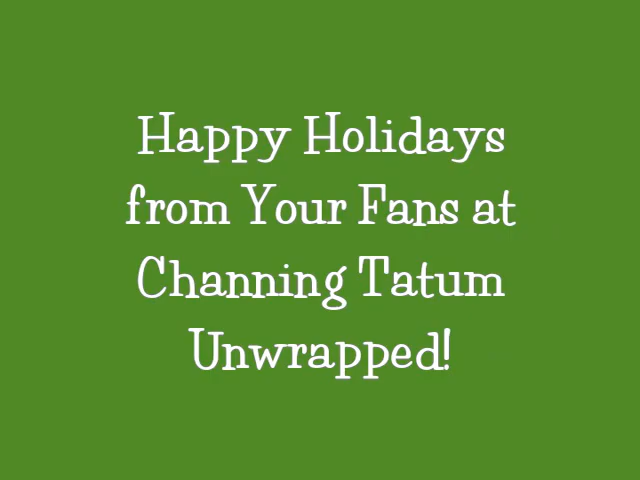 Happy Holidays
from Your Fans at
Channing Tatum
Unwrapped!